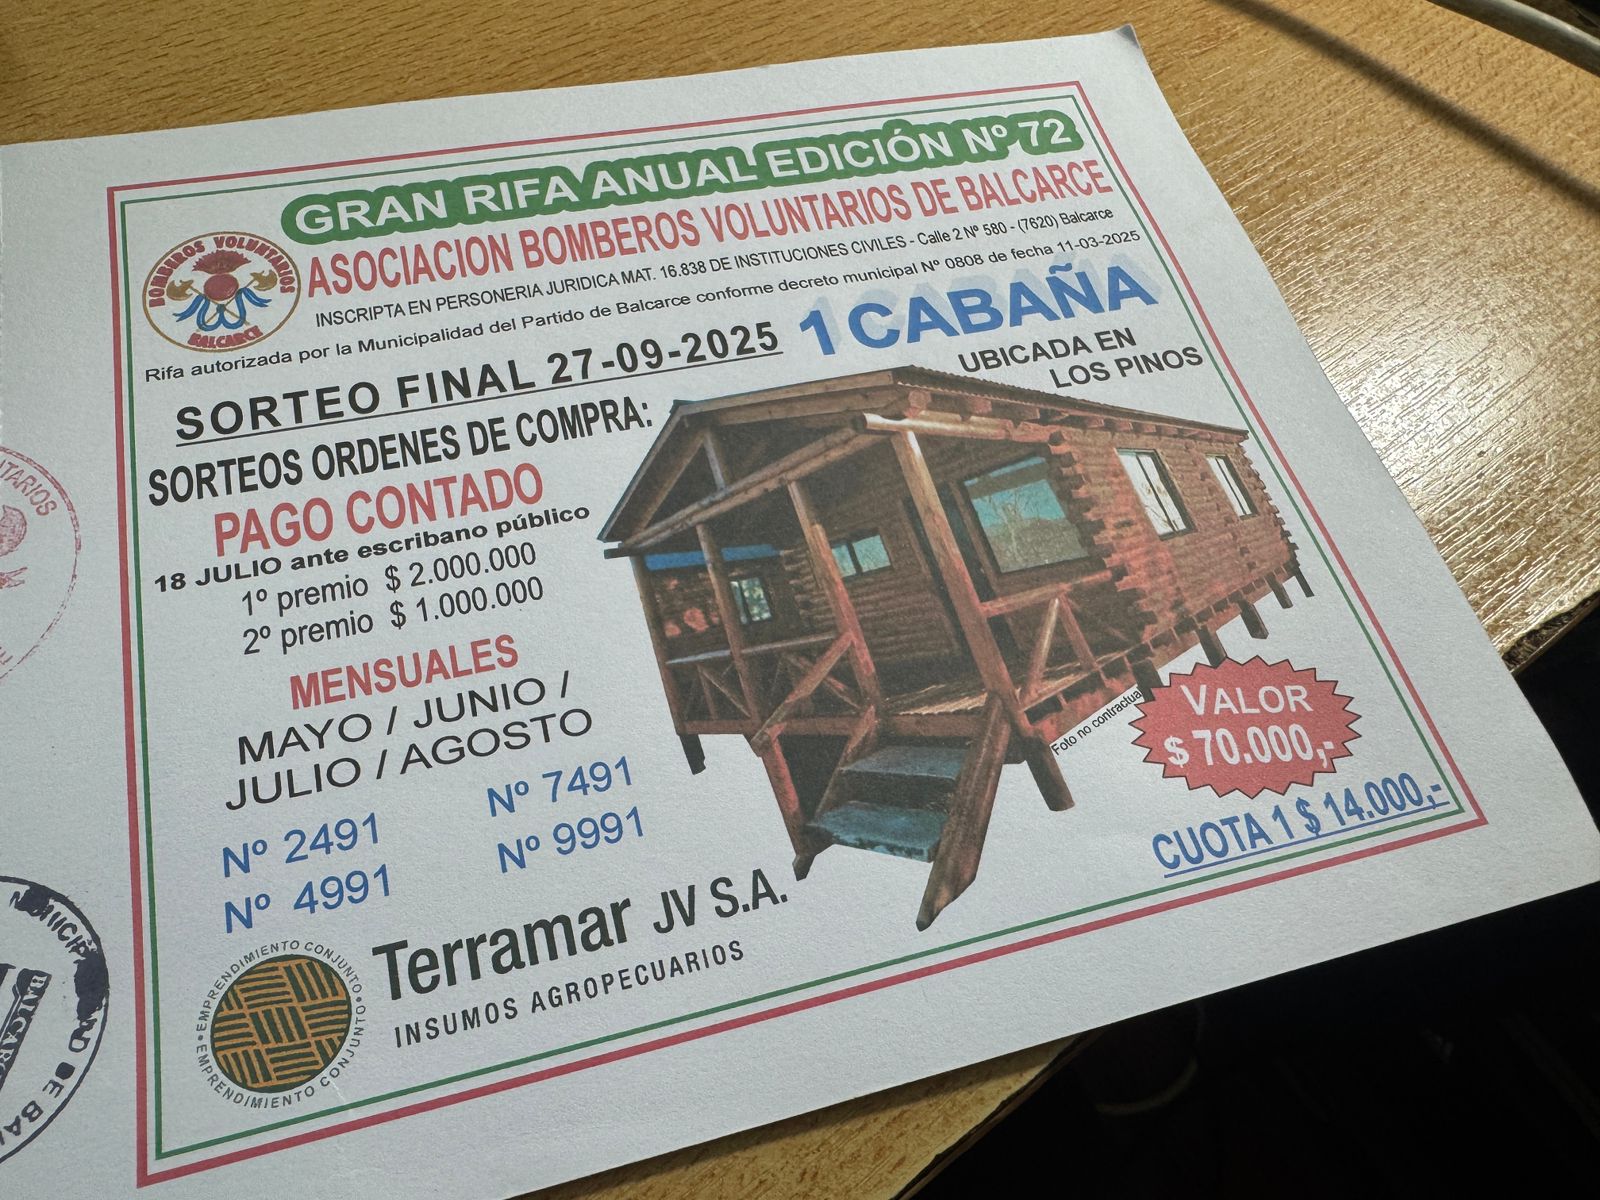 GRAN RIFA ANUAL EDICIÓN Nº 72
ASOCIACION BOMBEROS VOLUNTARIOS DE BALCARCE
INSCRIPTA EN PERSONERIA JURIDICA MAT. 16.838 DE INSTITUCIONES CIVILES - Calle 2 Nº 580 - (7620) Balcarce
Rifa autorizada por la Municipalidad del Partido de Balcarce conforme decreto municipal Nº 0808 de fecha 11-03-2025
BOMBEROS VOLUNTARIOS
BALCARCE
SORTEO FINAL 27-09-2025
1 CABAÑA
UBICADA EN
LOS PINOS
SORTEOS ORDENES DE COMPRA:
PAGO CONTADO
18 JULIO ante escribano público
1º premio $ 2.000.000
2º premio $ 1.000.000
MENSUALES
MAYO / JUNIO /
JULIO / AGOSTO
Nº 2491 Nº 7491
Nº 4991 Nº 9991
Foto no contractual
VALOR
$ 70.000,-
CUOTA 1 $ 14.000,-
Terramar JV S.A.
INSUMOS AGROPECUARIOS
EMPRENDIMIENTO CONJUNTO • EMPRENDIMIENTO CONJUNTO •